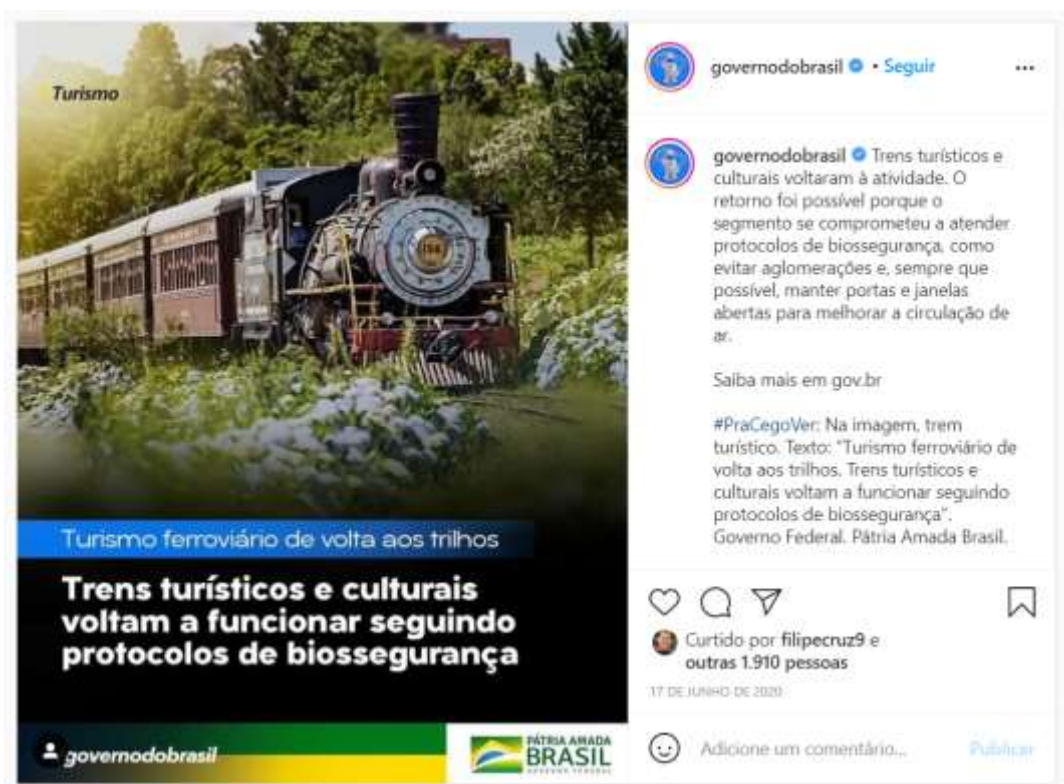 Turismo
Turismo ferroviário de volta aos trilhos
Trens turísticos e culturais
voltam a funcionar seguindo
protocolos de biossegurança
governodobrasil
PÁTRIA AMADA
BRASIL
GOVERNO FEDERAL
governodobrasil • Seguir
governodobrasil Trens turísticos e
culturais voltaram à atividade. O
retorno foi possível porque o
segmento se comprometeu a atender
protocolos de biossegurança, como
evitar aglomerações e, sempre que
possível, manter portas e janelas
abertas para melhorar a circulação de
ar.
Saiba mais em gov.br
#PraCegoVer: Na imagem, trem
turístico. Texto: "Turismo ferroviário de
volta aos trilhos. Trens turísticos e
culturais voltam a funcionar seguindo
protocolos de biossegurança".
Governo Federal. Pátria Amada Brasil.
Curtido por filipecruz9 e
outras 1.910 pessoas
17 DE JUNHO DE 2020
Adicione um comentário... Publicar